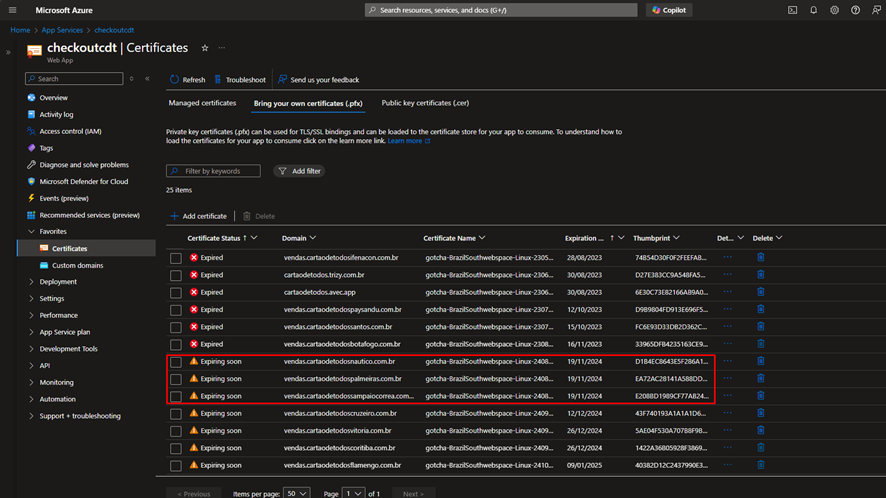 Microsoft Azure
Search resources, services, and docs (G+/)
Copilot
Home > App Services > checkoutcdt
checkoutcdt | Certificates
Web App
Search
Overview
Activity log
Access control (IAM)
Tags
Diagnose and solve problems
Microsoft Defender for Cloud
Events (preview)
Recommended services (preview)
Favorites
Certificates
Custom domains
Deployment
Settings
Performance
App Service plan
Development Tools
API
Monitoring
Automation
Support + troubleshooting
Refresh
Troubleshoot
Send us your feedback
Managed certificates
Bring your own certificates (.pfx)
Public key certificates (.cer)
Private key certificates (.pfx) can be used for TLS/SSL bindings and can be loaded to the certificate store for your app to consume. To understand how to
load the certificates for your app to consume click on the learn more link. Learn more
Filter by keywords
Add filter
25 items
Add certificate
Delete
Certificate Status Domain Certificate Name Expiration ... Thumbprint Det... Delete
Expired vendas.cartaodetodosifenacon.com.br gotcha-BrazilSouthwebspace-Linux-2305... 28/08/2023 74854D30F0F2FEEFAB...
Expired cartaodetodos.trizy.com.br gotcha-BrazilSouthwebspace-Linux-2306... 30/08/2023 D27E383CC9A548FA5...
Expired cartaodetodos.avec.app gotcha-BrazilSouthwebspace-Linux-2306... 30/08/2023 6E30C73E82166A89A0...
Expired vendas.cartaodetodospaysandu.com.br gotcha-BrazilSouthwebspace-Linux-2307... 12/10/2023 D9B9804FD913E696F5...
Expired vendas.cartaodetodossantos.com.br gotcha-BrazilSouthwebspace-Linux-2307... 15/10/2023 FC6E93D33DB2D362C...
Expired vendas.cartaodetodosbotafogo.com.br gotcha-BrazilSouthwebspace-Linux-2308... 16/11/2023 33965DF84235163CE9...
Expiring soon vendas.cartaodetodosnautico.com.br gotcha-BrazilSouthwebspace-Linux-2408... 19/11/2024 D1B4EC8643E5F286A1...
Expiring soon vendas.cartaodetodospalmeiras.com.br gotcha-BrazilSouthwebspace-Linux-2408... 19/11/2024 EA72AC28141A588DD...
Expiring soon vendas.cartaodetodossampaiocorrea.com... gotcha-BrazilSouthwebspace-Linux-2408... 19/11/2024 E208BD1989CF77AB24...
Expiring soon vendas.cartaodetodoscruzeiro.com.br gotcha-BrazilSouthwebspace-Linux-2409... 12/12/2024 43F740193A1A1A1D6...
Expiring soon vendas.cartaodetodosvitoria.com.br gotcha-BrazilSouthwebspace-Linux-2409... 26/12/2024 5AE04F530A707B8F9B...
Expiring soon vendas.cartaodetodoscoritiba.com.br gotcha-BrazilSouthwebspace-Linux-2409... 26/12/2024 1422A36B05928F3869...
Expiring soon vendas.cartaodetodosflamengo.com.br gotcha-BrazilSouthwebspace-Linux-2410... 09/01/2025 40382D12C2437990E3...
< Previous Items per page: 50 Page 1 of 1 Next >